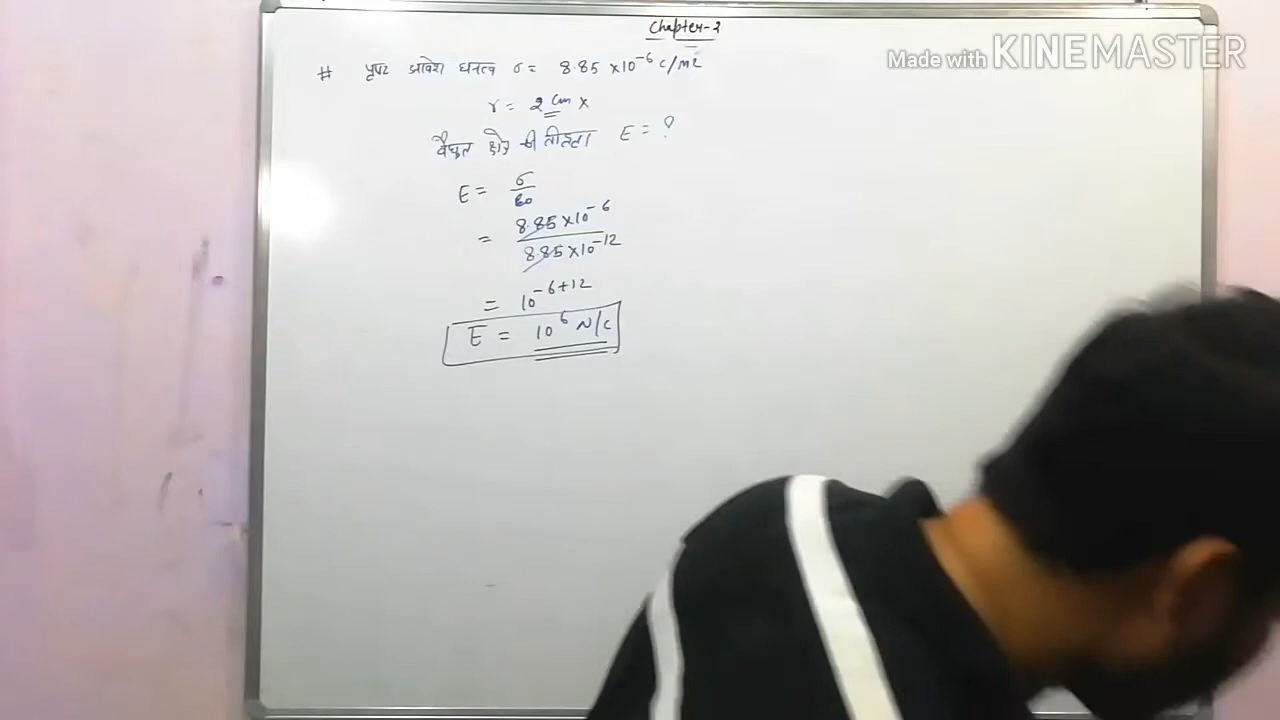 Chapter-2
Made with KINEMASTER
# पृष्ठ आवेश घनत्व σ = 8.85 ×10⁻⁶ c/m2
r = 2 cm ×
वैद्युत क्षेत्र की तीव्रता E = ?
E = σ/ε0
= 8.85×10⁻⁶/8.85×10⁻¹²
= 10⁻⁶⁺¹²
E = 10⁶ N/C